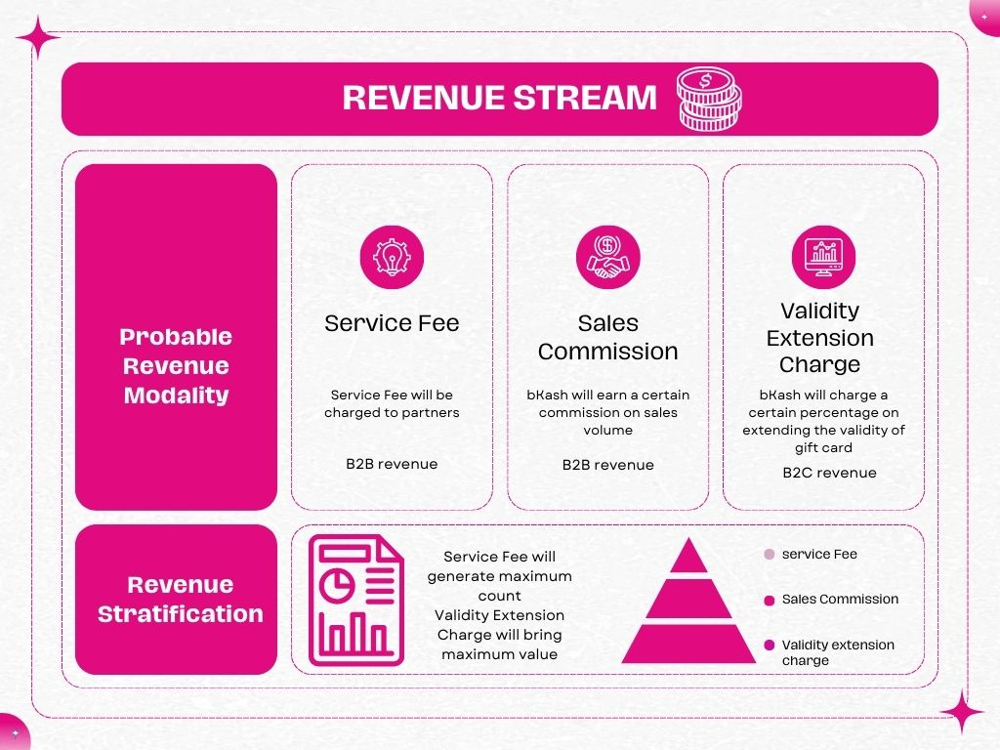 REVENUE STREAM
Probable
Revenue
Modality
Service Fee
Service Fee will be
charged to partners
B2B revenue
Sales
Commission
bKash will earn a certain
commission on sales
volume
B2B revenue
Validity
Extension
Charge
bKash will charge a
certain percentage on
extending the validity of
gift card
B2C revenue
Revenue
Stratification
Service Fee will
generate maximum
count
Validity Extension
Charge will bring
maximum value
service Fee
Sales Commission
Validity extension
charge